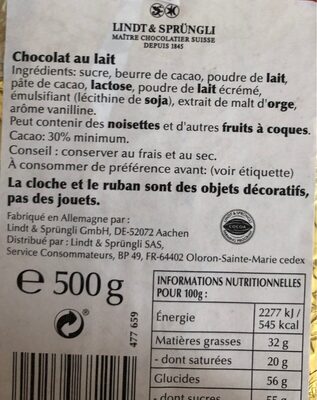 LINDT & SPRÜNGLI
MAÎTRE CHOCOLATIER SUISSE
DEPUIS 1845
Chocolat au lait
Ingrédients: sucre, beurre de cacao, poudre de lait,
pâte de cacao, lactose, poudre de lait écrémé,
émulsifiant (lécithine de soja), extrait de malt d'orge,
arôme vanilline.
Peut contenir des noisettes et d'autres fruits à coques.
Cacao: 30% minimum.
Conseil : conserver au frais et au sec.
À consommer de préférence avant: (voir étiquette)
La cloche et le ruban sont des objets décoratifs,
pas des jouets.
Fabriqué en Allemagne par :
Lindt & Sprüngli GmbH, DE-52072 Aachen
Distribué par : Lindt & Sprüngli SAS,
Service Consommateurs, BP 49, FR-64402 Oloron-Sainte-Marie cedex
LINDT & SPRÜNGLI
COCOA
e 500 g
477 659
INFORMATIONS NUTRITIONNELLES
POUR 100g :
Énergie 2277 kJ /
545 kcal
Matières grasses 32 g
- dont saturées 20 g
Glucides 56 g
- dont sucres 55 g